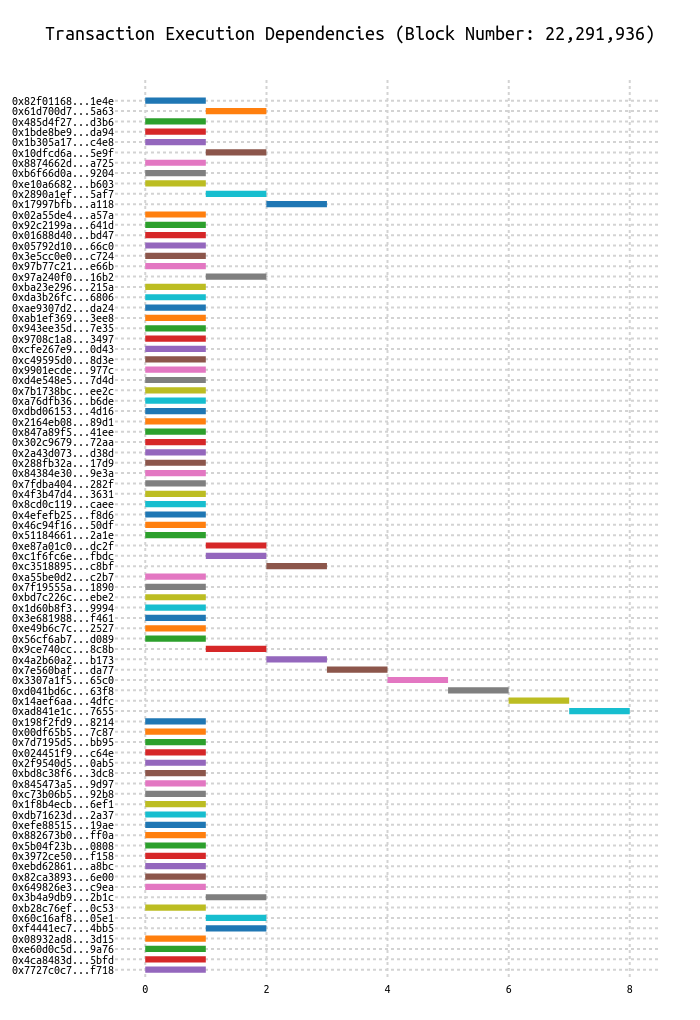 Transaction Execution Dependencies (Block Number: 22,291,936)
0x82f01168...1e4e
0x61d700d7...5a63
0x485d4f27...d3b6
0x1bde8be9...da94
0x1b305a17...c4e8
0x10dfcd6a...5e9f
0x8874662d...a725
0xb6f66d0a...9204
0xe10a6682...b603
0x2890a1ef...5af7
0x17997bfb...a118
0x02a55de4...a57a
0x92c2199a...641d
0x01688d40...bd47
0x05792d10...66c0
0x3e5cc0e0...c724
0x97b77c21...e66b
0x97a240f0...16b2
0xba23e296...215a
0xda3b26fc...6806
0xae9307d2...da24
0xab1ef369...3ee8
0x943ee35d...7e35
0x9708c1a8...3497
0xcfe267e9...0d43
0xc49595d0...8d3e
0x9901ecde...977c
0xd4e548e5...7d4d
0x7b1738bc...ee2c
0xa76dfb36...b6de
0xdbd06153...4d16
0x2164eb08...89d1
0x847a89f5...41ee
0x302c9679...72aa
0x2a43d073...d38d
0x288fb32a...17d9
0x84384e30...9e3a
0x7fdba404...282f
0x4f3b47d4...3631
0x8cd0c119...caee
0x4efefb25...f8d6
0x46c94f16...50df
0x51184661...2a1e
0xe87a01c0...dc2f
0xc1f6fc6e...fbdc
0xc3518895...c8bf
0xa55be0d2...c2b7
0x7f19555a...1890
0xbd7c226c...ebe2
0x1d60b8f3...9994
0x3e681988...f461
0xe49b6c7c...2527
0x56cf6ab7...d089
0x9ce740cc...8c8b
0x4a2b60a2...b173
0x7e560baf...da77
0x3307a1f5...65c0
0xd041bd6c...63f8
0x14aef6aa...4dfc
0xad841e1c...7655
0x198f2fd9...8214
0x00df65b5...7c87
0x7d7195d5...bb95
0x024451f9...c64e
0x2f9540d5...0ab5
0xbd8c38f6...3dc8
0x845473a5...9d97
0xc73b06b5...92b8
0x1f8b4ecb...6ef1
0xdb71623d...2a37
0xefe88515...19ae
0x882673b0...ff0a
0x5b04f23b...0808
0x3972ce50...f158
0xebd62861...a8bc
0x82ca3893...6e00
0x649826e3...c9ea
0x3b4a9db9...2b1c
0xb28c76ef...0c53
0x60c16af8...05e1
0xf4441ec7...4bb5
0x08932ad8...3d15
0xe60d0c5d...9a76
0x4ca8483d...5bfd
0x7727c0c7...f718
0 2 4 6 8